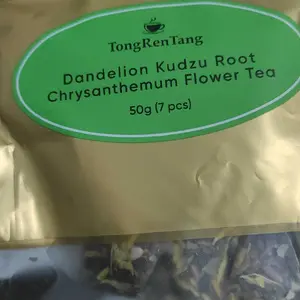 TongRenTang
Dandelion Kudzu Root
Chrysanthemum Flower Tea
50g (7 pcs)